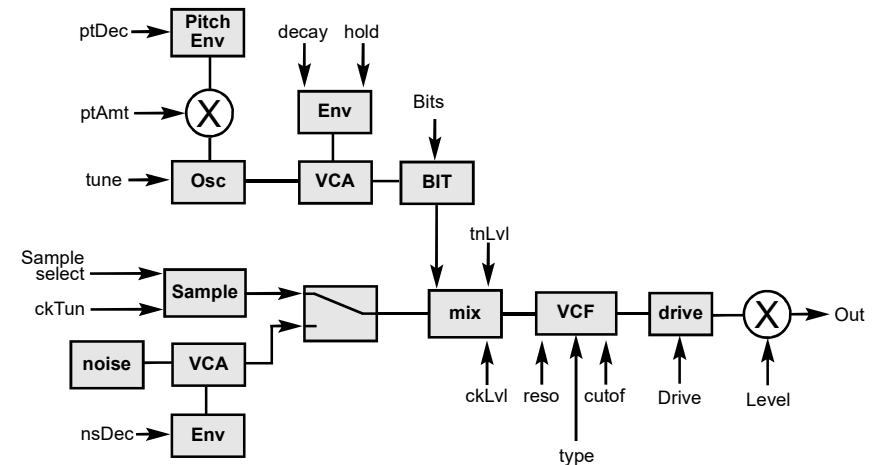 ptDec
Pitch
Env
decay
hold
ptAmt
X
Env
Bits
tune
Osc
VCA
BIT
tnLvl
Sample
select
ckTun
Sample
mix
VCF
drive
X
Out
noise
VCA
ckLvl
reso
cutof
Drive
Level
nsDec
Env
type